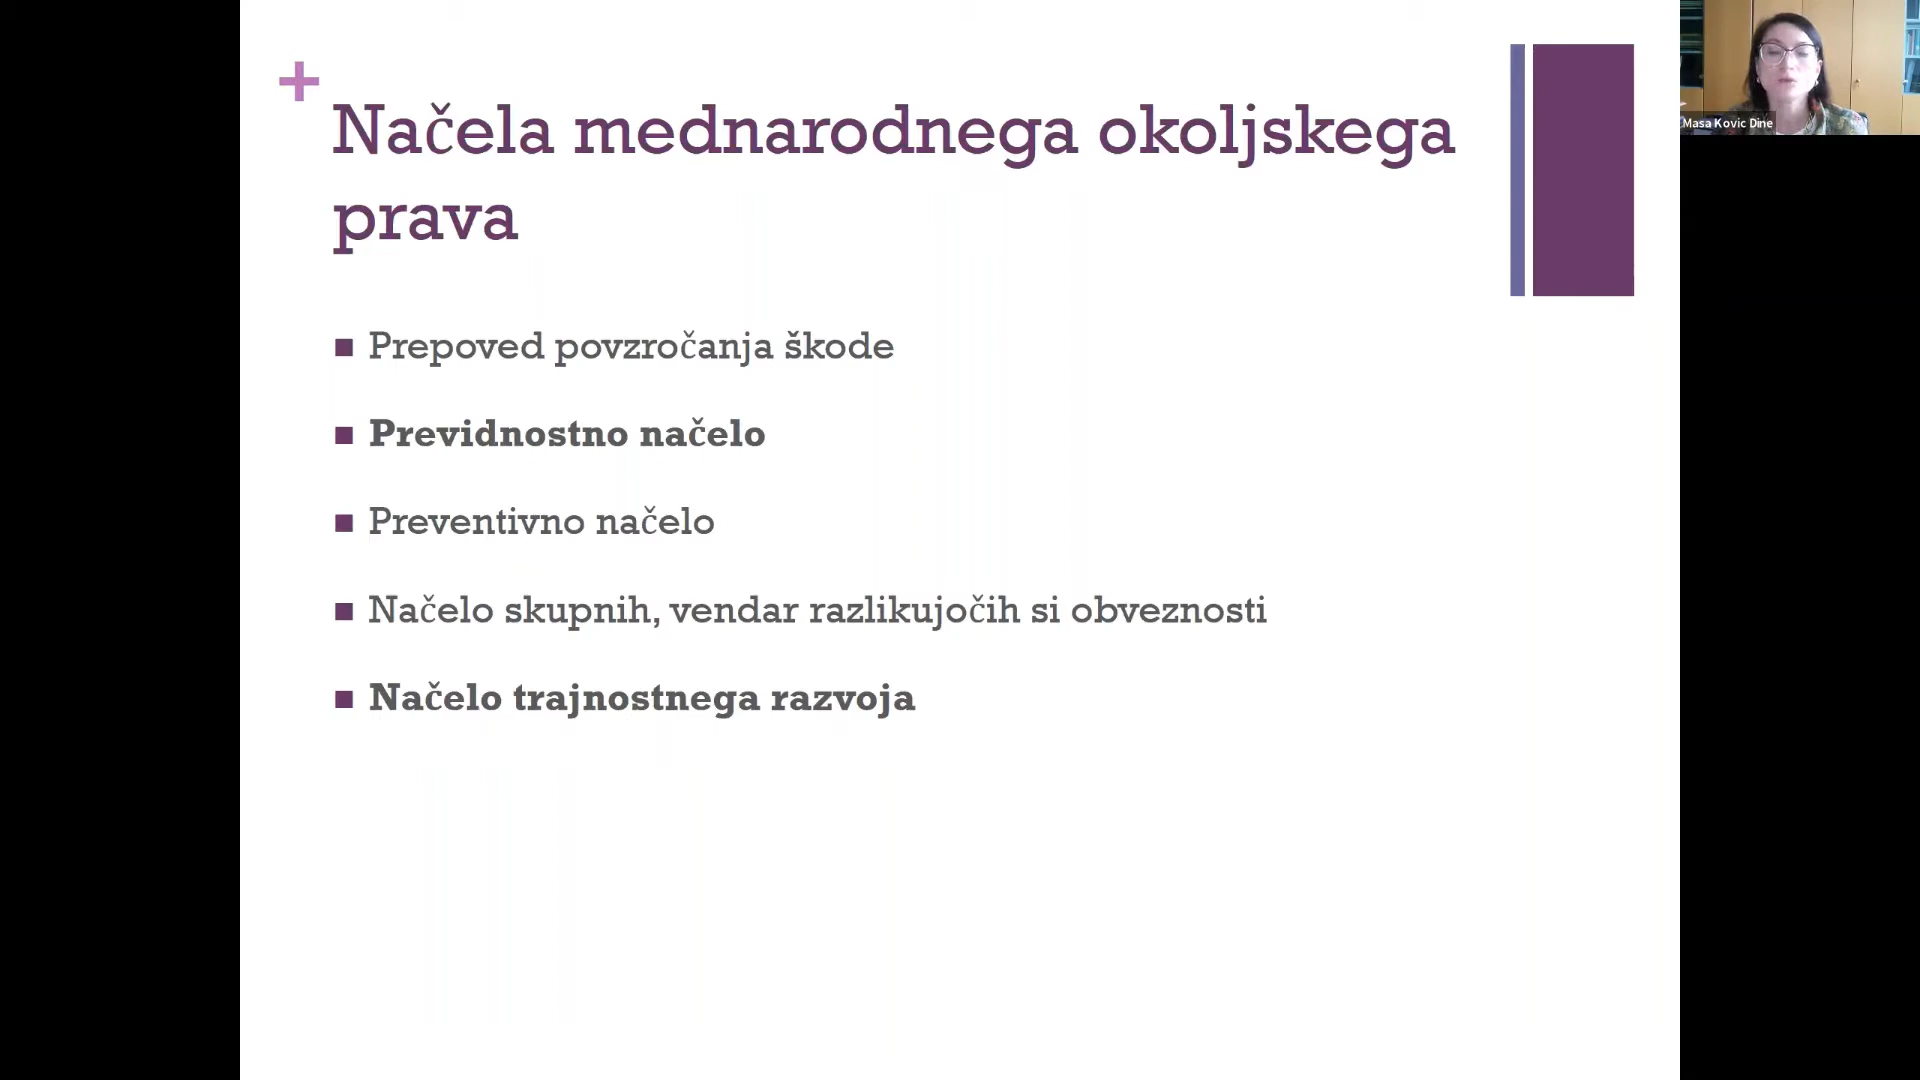 +
Načela mednarodnega okoljskega
prava
Prepoved povzročanja škode
Previdnostno načelo
Preventivno načelo
Načelo skupnih, vendar razlikujočih si obveznosti
Načelo trajnostnega razvoja
Masa Kovic Dine